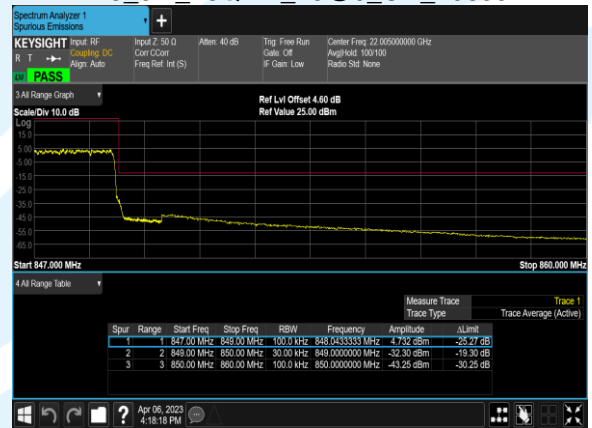 Spectrum Analyzer 1
Spurious Emissions
KEYSIGHT Input: RF Input Z: 50 Ω Atten: 40 dB Trig: Free Run Center Freq: 22.005000000 GHz
R T Coupling: DC Corr CCorr Gate: Off Avg|Hold: 100/100
Align: Auto Freq Ref: Int (S) IF Gain: Low Radio Std: None
LV PASS
3 All Range Graph
Ref Lvl Offset 4.60 dB
Scale/Div 10.0 dB Ref Value 25.00 dBm
Log
15.0
5.00
-5.00
-15.0
-25.0
-35.0
-45.0
-55.0
-65.0
Start 847.000 MHz Stop 860.000 MHz
4 All Range Table
Measure Trace Trace 1
Trace Type Trace Average (Active)
Spur Range Start Freq Stop Freq RBW Frequency Amplitude ΔLimit
1 1 847.00 MHz 849.00 MHz 100.0 kHz 848.0433333 MHz 4.732 dBm -25.27 dB
2 2 849.00 MHz 850.00 MHz 30.00 kHz 849.0000000 MHz -32.30 dBm -19.30 dB
3 3 850.00 MHz 860.00 MHz 100.0 kHz 850.0000000 MHz -43.25 dBm -30.25 dB
? Apr 06, 2023
4:18:18 PM